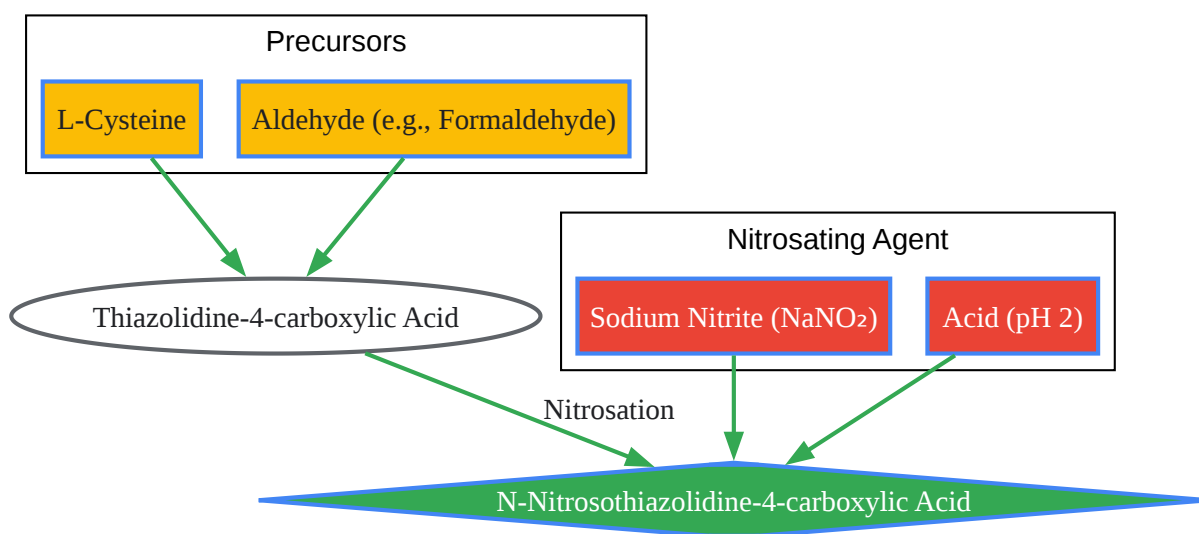 Precursors
L-Cysteine
Aldehyde (e.g., Formaldehyde)
Nitrosating Agent
Thiazolidine-4-carboxylic Acid
Sodium Nitrite (NaNO₂)
Acid (pH 2)
Nitrosation
N-Nitrosothiazolidine-4-carboxylic Acid